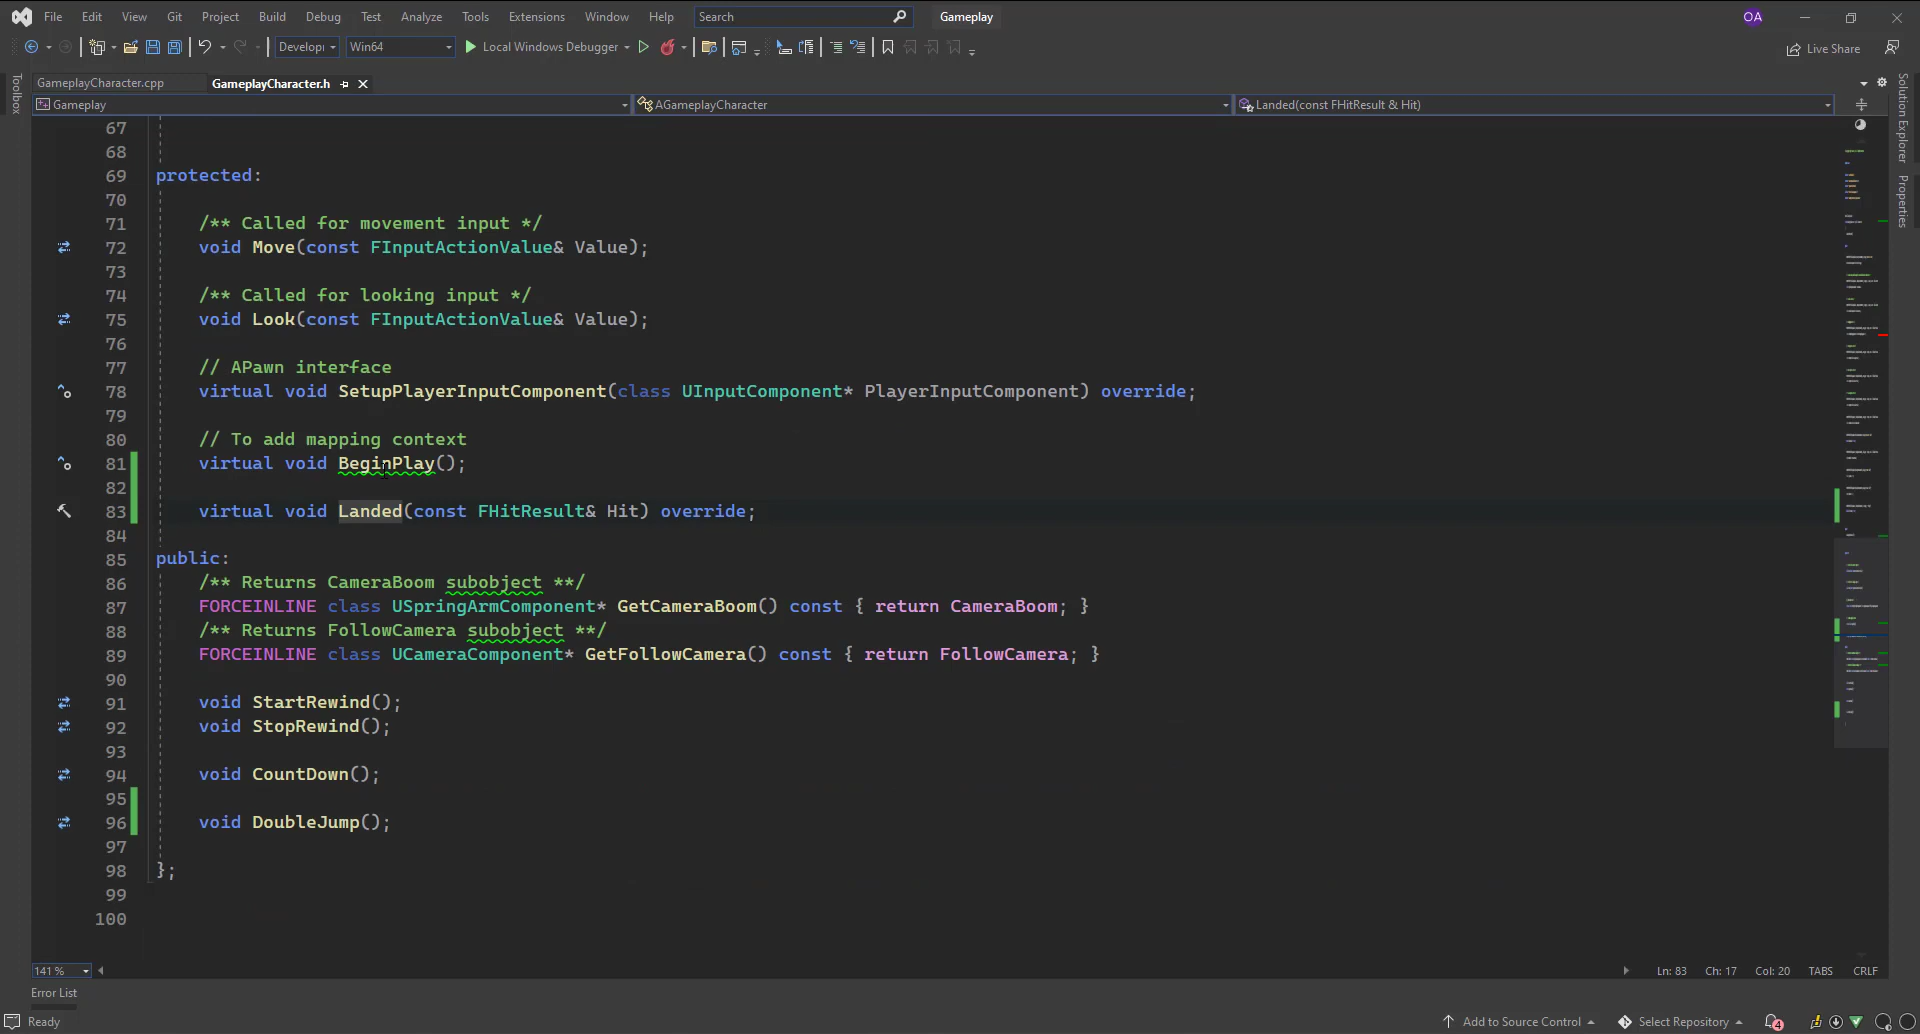 File Edit View Git Project Build Debug Test Analyze Tools Extensions Window Help Search Gameplay OA
Develop Win64 Local Windows Debugger Live Share
GameplayCharacter.cpp GameplayCharacter.h
Gameplay AGameplayCharacter Landed(const FHitResult & Hit)
Toolbox
Solution Explorer
Properties
67
68
69 protected:
70
71 /** Called for movement input */
72 void Move(const FInputActionValue& Value);
73
74 /** Called for looking input */
75 void Look(const FInputActionValue& Value);
76
77 // APawn interface
78 virtual void SetupPlayerInputComponent(class UInputComponent* PlayerInputComponent) override;
79
80 // To add mapping context
81 virtual void BeginPlay();
82
83 virtual void Landed(const FHitResult& Hit) override;
84
85 public:
86 /** Returns CameraBoom subobject **/
87 FORCEINLINE class USpringArmComponent* GetCameraBoom() const { return CameraBoom; }
88 /** Returns FollowCamera subobject **/
89 FORCEINLINE class UCameraComponent* GetFollowCamera() const { return FollowCamera; }
90
91 void StartRewind();
92 void StopRewind();
93
94 void CountDown();
95
96 void DoubleJump();
97
98 };
99
100
141 % Ln: 83 Ch: 17 Col: 20 TABS CRLF
Error List
Ready Add to Source Control Select Repository 4